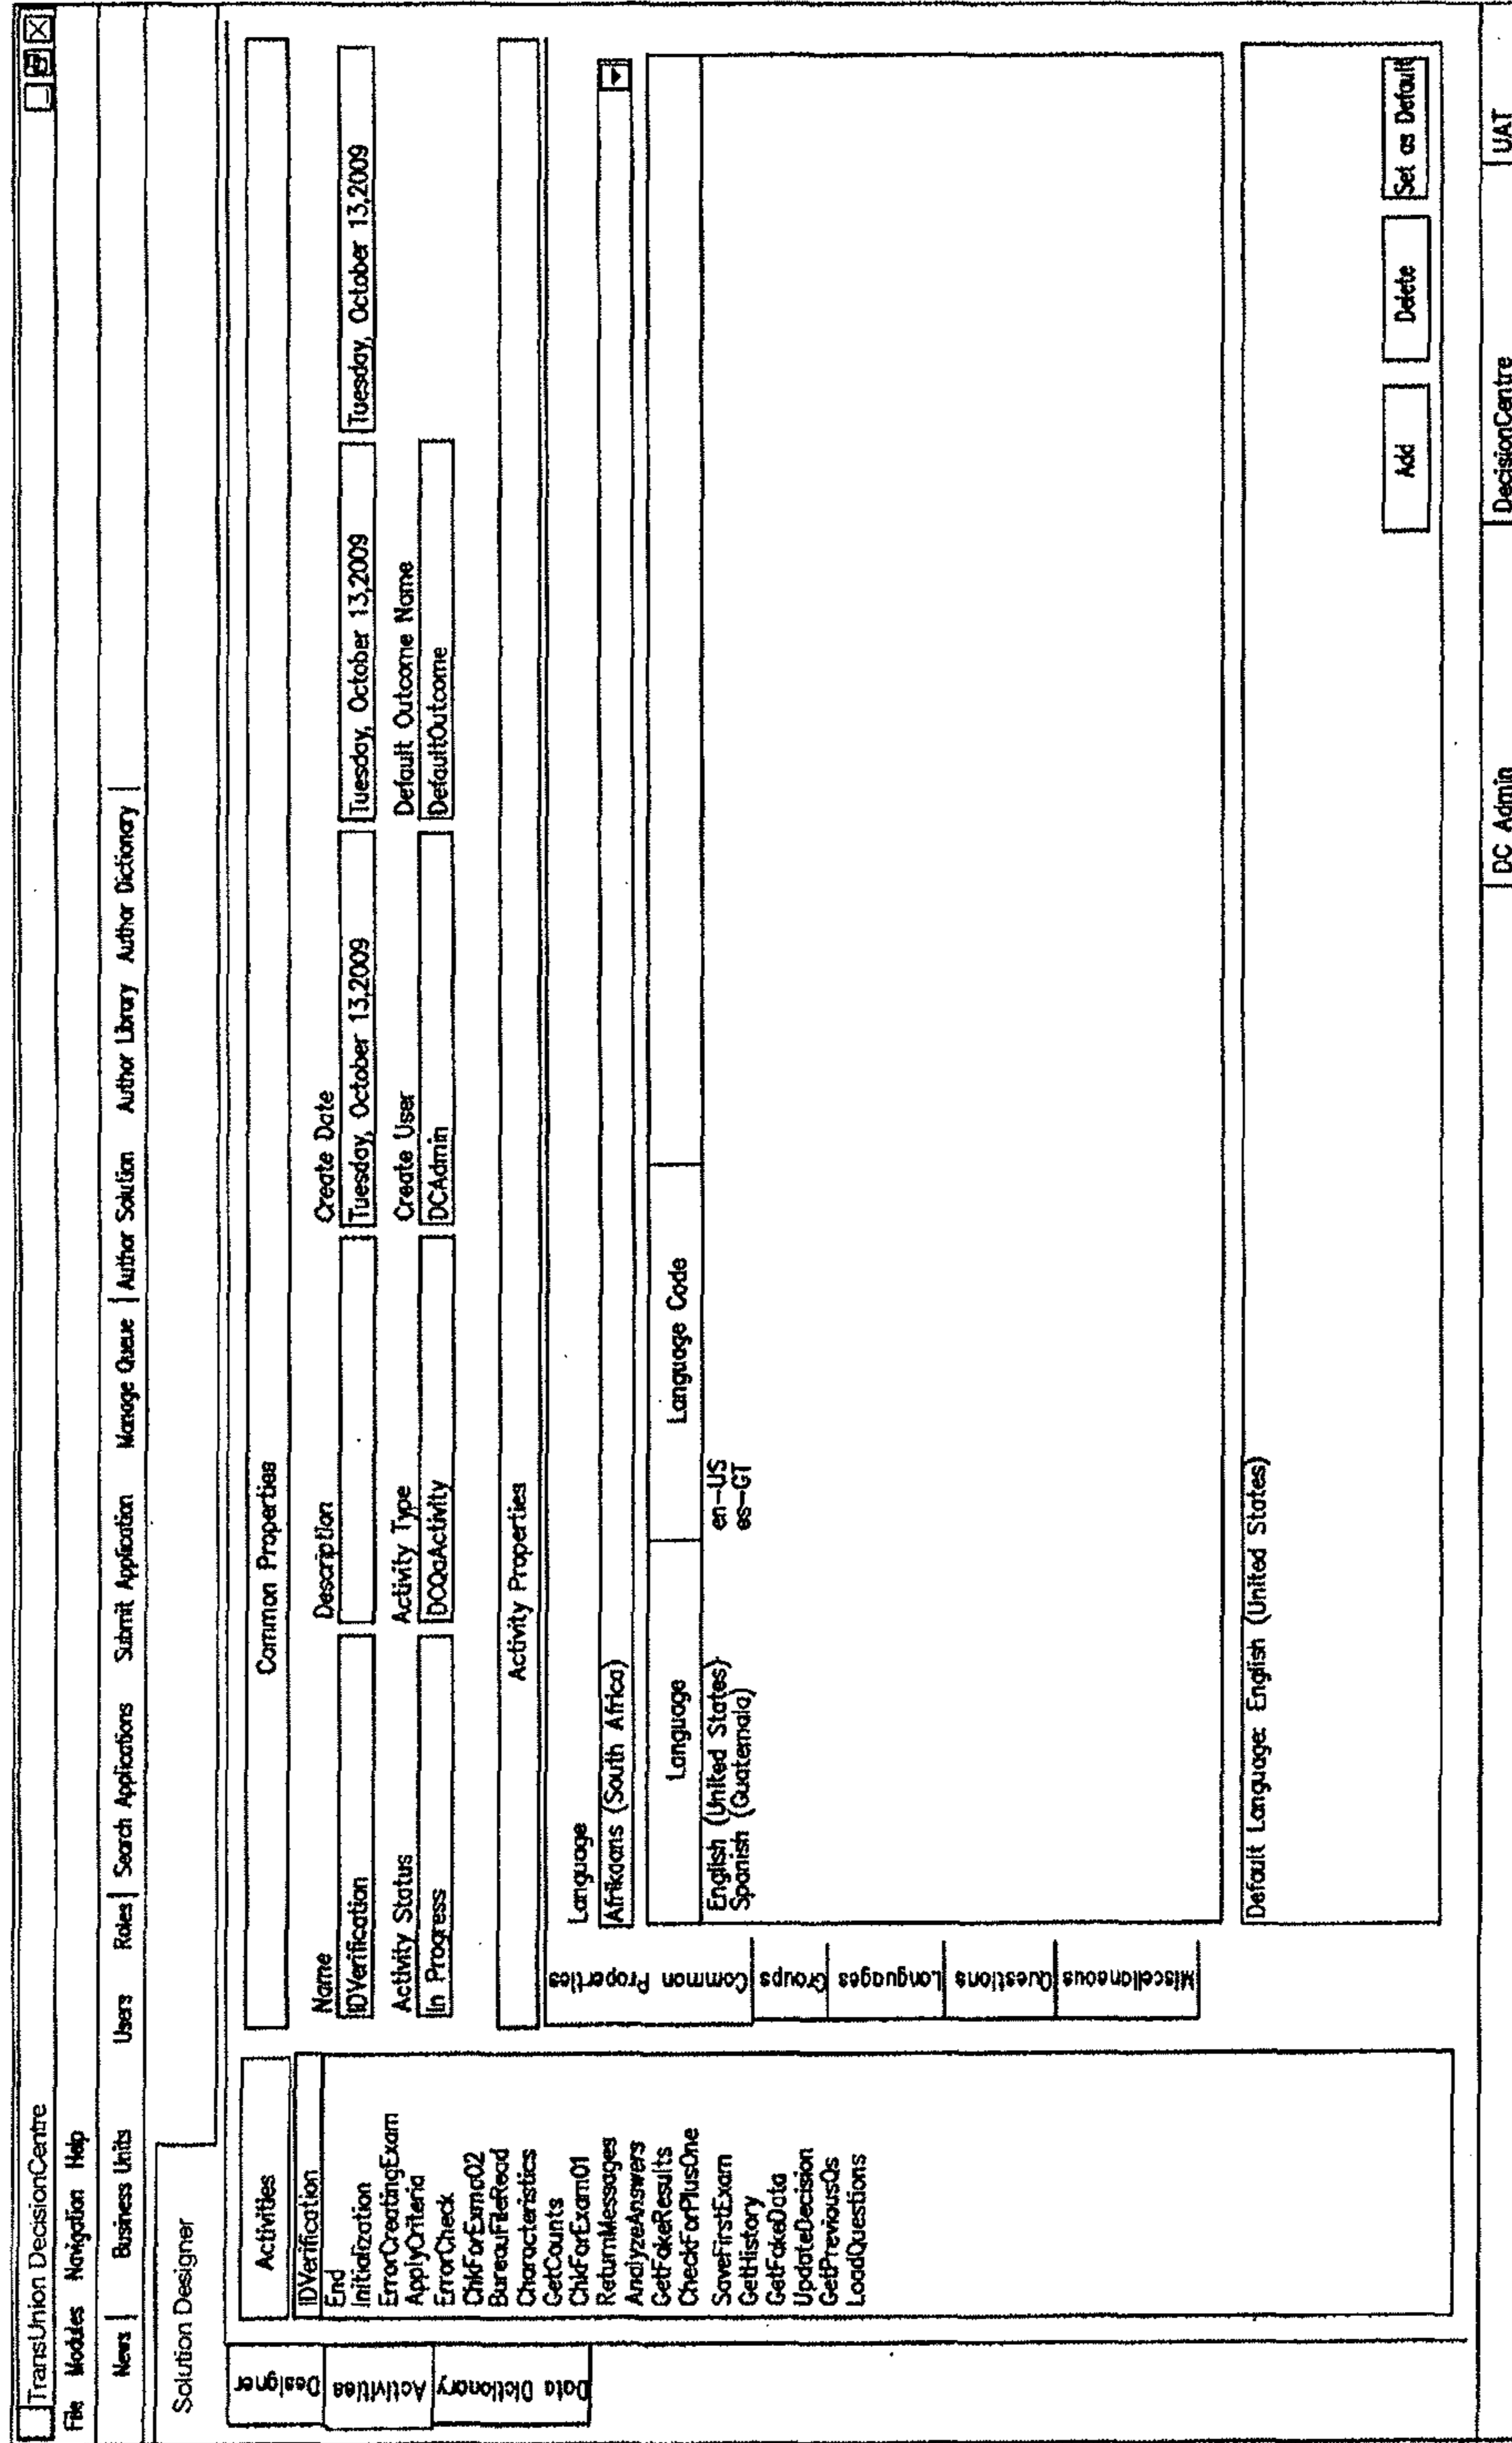 TransUnion DecisionCentre
File Modules Navigation Help
News Business Units Users Roles Search Applications Submit Application Manage Queue Author Solution Author Library Author Dictionary
Solution Designer
Designer
Activities
Data Dictionary
Activities
IDVerification
End
Initialization
ErrorCreatingExam
ApplyCriteria
ErrorCheck
ChkForExma02
BureauFileRead
Characteristics
GetCounts
ChkForExam01
ReturnMessages
AnalyzeAnswers
GetFakeResults
CheckForPlusOne
SaveFirstExam
GetHistory
GetFakeData
UpdateDecision
GetPreviousQs
LoadQuestions
Common Properties
Name Description Create Date
IDVerification Tuesday, October 13,2009 Tuesday, October 13,2009 Tuesday, October 13,2009
Activity Status Activity Type Create User Default Outcome Name
In Progress DCQaActivity DCAdmin DefaultOutcome
Activity Properties
Common Properties
Groups
Languages
Questions
Miscellaneous
Language
Afrikaans (South Africa)
Language Language Code
English (United States) en-US
Spanish (Guatemala) es-GT
Default Language: English (United States)
Add Delete Set as Default
DC Admin DecisionCentre UAT